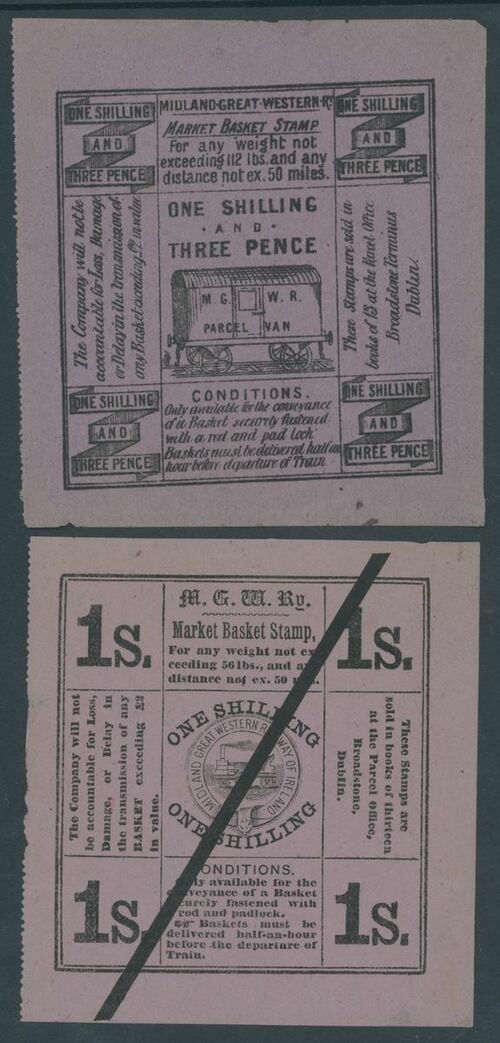 ONE SHILLING
AND
THREE PENCE
MIDLAND·GREAT·WESTERN·Ry
MARKET BASKET STAMP
For any weight not
exceeding 112 lbs. and any
distance not ex. 50 miles.
ONE SHILLING
AND
THREE PENCE
The Company will not be
accountable for Loss, Damage
or Delay in the transmission of
any Basket exceeding £2 in value
ONE SHILLING
·AND·
THREE PENCE
M.G. W.R.
PARCEL VAN
These Stamps are sold in
books of 13 at the Parcel Office
Broadstone Terminus
Dublin.
ONE SHILLING
AND
THREE PENCE
CONDITIONS.
Only available for the conveyance
of a Basket securely fastened
with a rod and pad lock
Baskets must be delivered half an
hour before departure of Train
ONE SHILLING
AND
THREE PENCE
1s.
M. G. W. Ry.
Market Basket Stamp,
For any weight not ex
ceeding 56 lbs., and an
distance not ex. 50
1s.
The Company will not
be accountable for Loss,
Damage, or Delay in
the transmission of any
BASKET exceeding £2
in value.
ONE SHILLING
MIDLAND GREAT WESTERN RAILWAY OF IRELAND
ONE SHILLING
These Stamps are
sold in books of thirteen
at the Parcel Office,
Broadstone,
Dublin.
1s.
CONDITIONS.
ly available for the
veyance of a Basket
curely fastened with
rod and padlock.
☞ Baskets must be
delivered half-an-hour
before the departure of
Train.
1s.